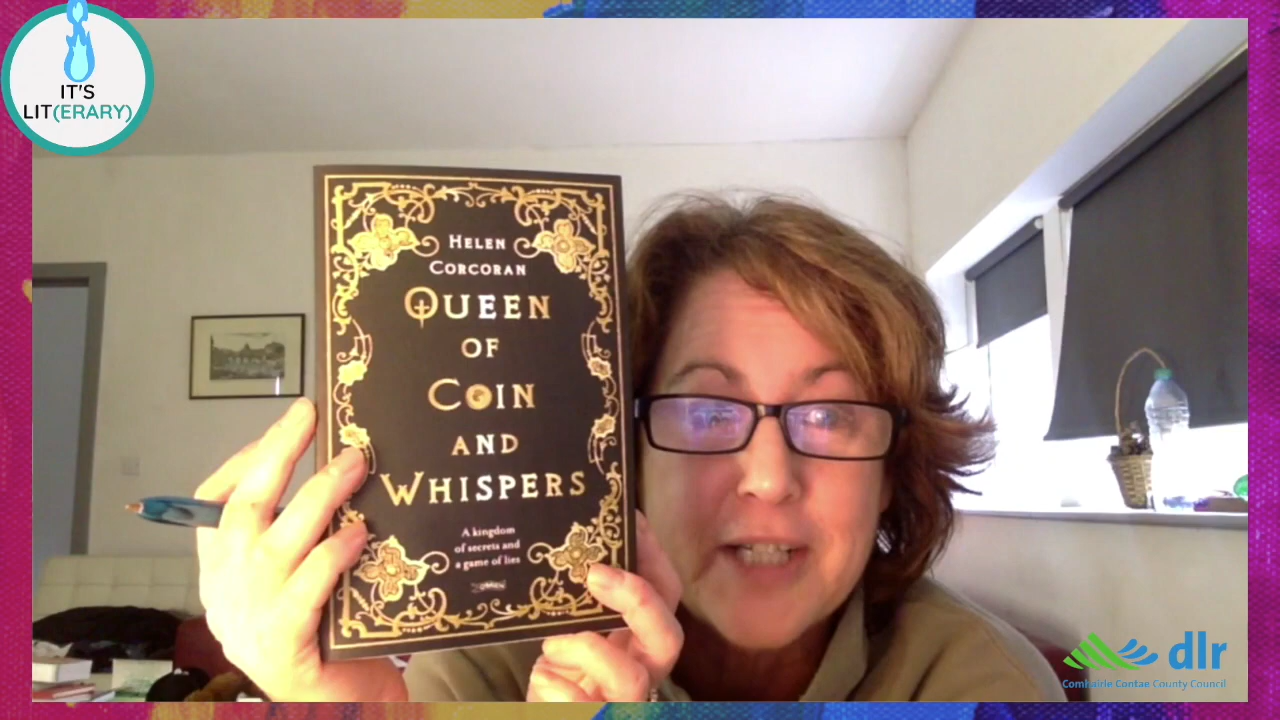 IT'S
LIT(ERARY)
HELEN
CORCORAN
QUEEN
OF
COIN
AND
WHISPERS
A kingdom
of secrets and
a game of lies
dlr
Comhairle Contae County Council